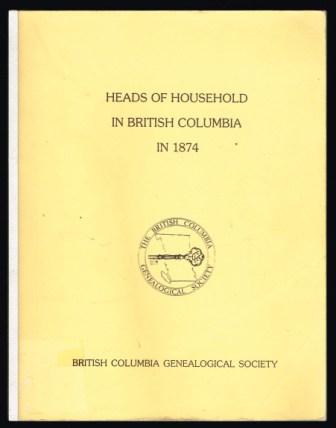 HEADS OF HOUSEHOLD
IN BRITISH COLUMBIA
IN 1874
THE BRITISH COLUMBIA
GENEALOGICAL SOCIETY
BRITISH COLUMBIA GENEALOGICAL SOCIETY